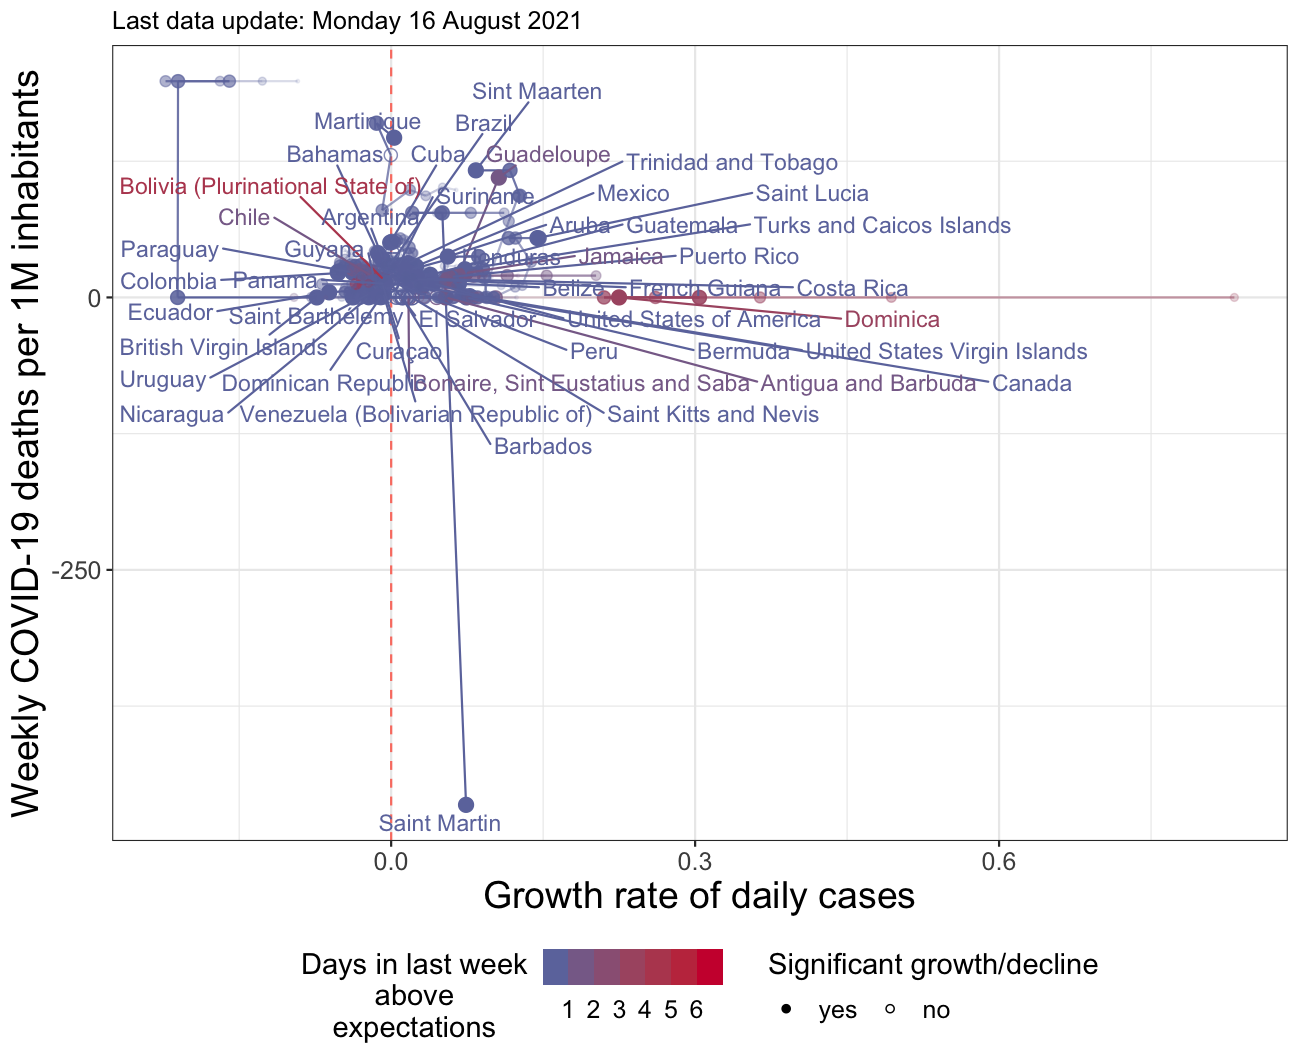 Last data update: Monday 16 August 2021
Weekly COVID-19 deaths per 1M inhabitants
Sint Maarten
Martinique
Brazil
Bahamas
Cuba
Guadeloupe
Trinidad and Tobago
Bolivia (Plurinational State of)
Suriname
Mexico
Saint Lucia
Chile
Argentina
Aruba
Guatemala
Turks and Caicos Islands
Paraguay
Guyana
Honduras
Jamaica
Puerto Rico
Colombia
Panama
Belize
French Guiana
Costa Rica
0
Ecuador
Saint Barthélemy
El Salvador
United States of America
Dominica
British Virgin Islands
Curaçao
Peru
Bermuda
United States Virgin Islands
Uruguay
Dominican Republic
Bonaire, Sint Eustatius and Saba
Antigua and Barbuda
Canada
Nicaragua
Venezuela (Bolivarian Republic of)
Saint Kitts and Nevis
Barbados
-250
Saint Martin
0.0
0.3
0.6
Growth rate of daily cases
Days in last week
above
expectations
1 2 3 4 5 6
Significant growth/decline
yes
no